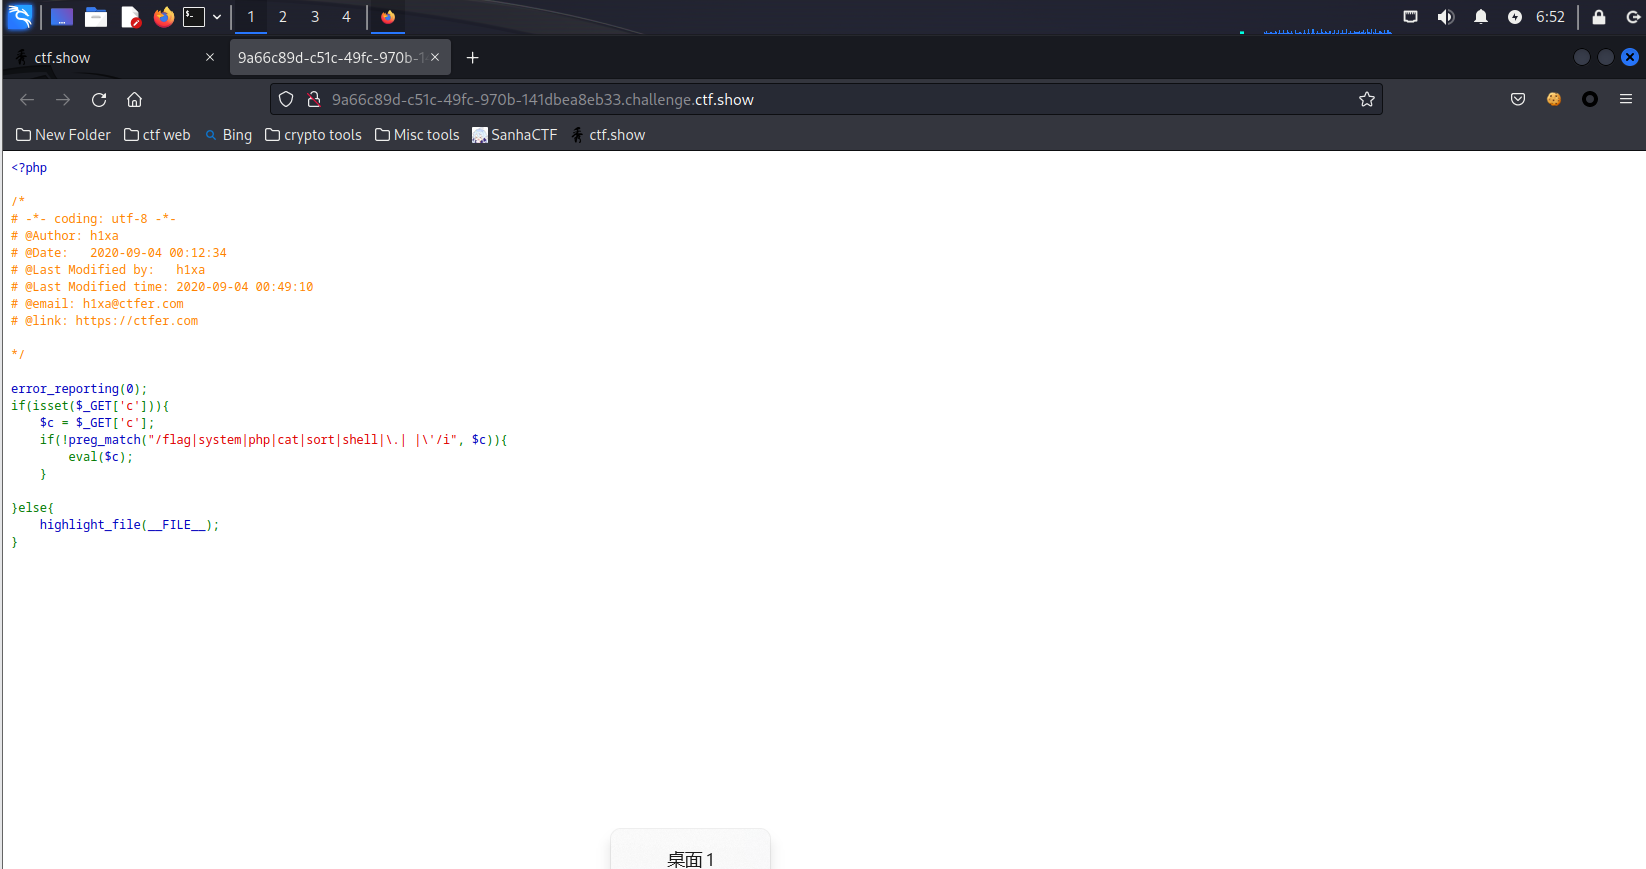 1 2 3 4 6:52
ctf.show 9a66c89d-c51c-49fc-970b-1
9a66c89d-c51c-49fc-970b-141dbea8eb33.challenge.ctf.show
New Folder ctf web Bing crypto tools Misc tools SanhaCTF ctf.show
<?php
/*
# -*- coding: utf-8 -*-
# @Author: h1xa
# @Date:   2020-09-04 00:12:34
# @Last Modified by:   h1xa
# @Last Modified time: 2020-09-04 00:49:10
# @email: h1xa@ctfer.com
# @link: https://ctfer.com
*/
error_reporting(0);
if(isset($_GET['c'])){
    $c = $_GET['c'];
    if(!preg_match("/flag|system|php|cat|sort|shell|\.| |\'/i", $c)){
        eval($c);
    }
}else{
    highlight_file(__FILE__);
}
桌面 1